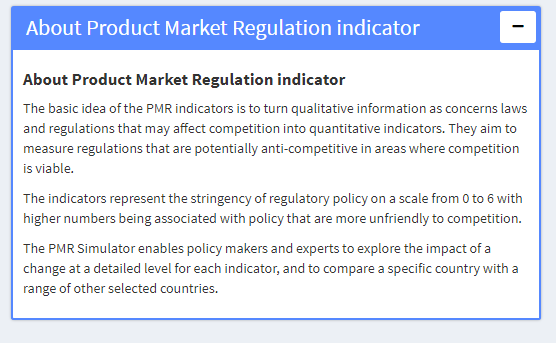 About Product Market Regulation indicator
About Product Market Regulation indicator
The basic idea of the PMR indicators is to turn qualitative information as concerns laws
and regulations that may affect competition into quantitative indicators. They aim to
measure regulations that are potentially anti-competitive in areas where competition
is viable.
The indicators represent the stringency of regulatory policy on a scale from 0 to 6 with
higher numbers being associated with policy that are more unfriendly to competition.
The PMR Simulator enables policy makers and experts to explore the impact of a
change at a detailed level for each indicator, and to compare a specific country with a
range of other selected countries.